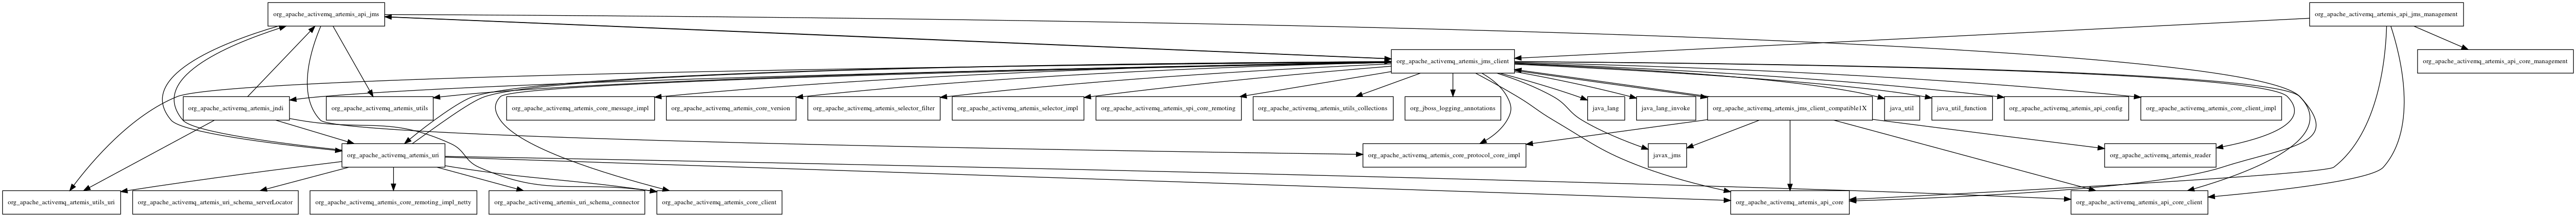 org_apache_activemq_artemis_api_jms
org_apache_activemq_artemis_api_jms_management
org_apache_activemq_artemis_jms_client
org_apache_activemq_artemis_api_core_management
org_apache_activemq_artemis_jndi
org_apache_activemq_artemis_utils
org_apache_activemq_artemis_core_message_impl
org_apache_activemq_artemis_core_version
org_apache_activemq_artemis_selector_filter
org_apache_activemq_artemis_selector_impl
org_apache_activemq_artemis_spi_core_remoting
org_apache_activemq_artemis_utils_collections
org_jboss_logging_annotations
java_lang
java_lang_invoke
org_apache_activemq_artemis_jms_client_compatible1X
java_util
java_util_function
org_apache_activemq_artemis_api_config
org_apache_activemq_artemis_core_client_impl
org_apache_activemq_artemis_uri
org_apache_activemq_artemis_core_protocol_core_impl
javax_jms
org_apache_activemq_artemis_reader
org_apache_activemq_artemis_utils_uri
org_apache_activemq_artemis_uri_schema_serverLocator
org_apache_activemq_artemis_core_remoting_impl_netty
org_apache_activemq_artemis_uri_schema_connector
org_apache_activemq_artemis_core_client
org_apache_activemq_artemis_api_core
org_apache_activemq_artemis_api_core_client